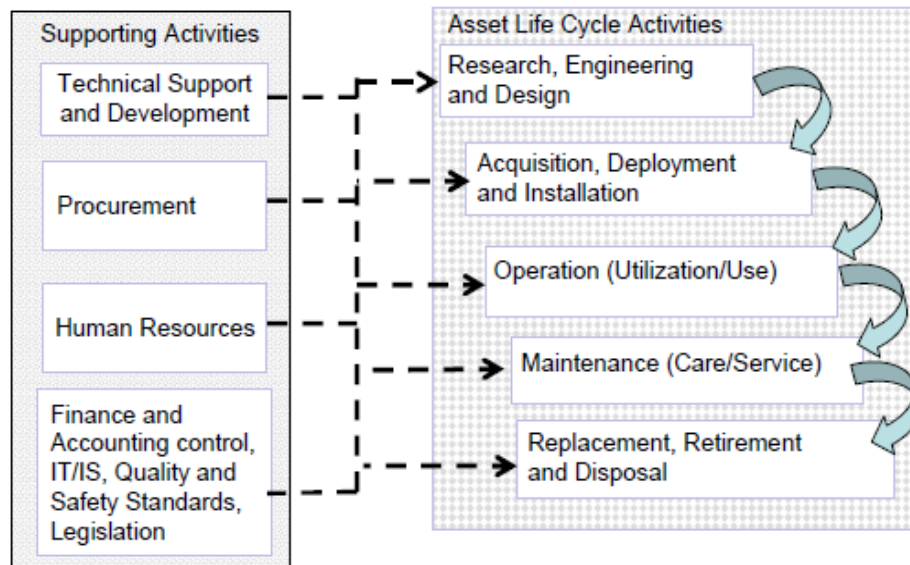 Supporting Activities
Technical Support
and Development
Procurement
Human Resources
Finance and
Accounting control,
IT/IS, Quality and
Safety Standards,
Legislation
Asset Life Cycle Activities
Research, Engineering
and Design
Acquisition, Deployment
and Installation
Operation (Utilization/Use)
Maintenance (Care/Service)
Replacement, Retirement
and Disposal